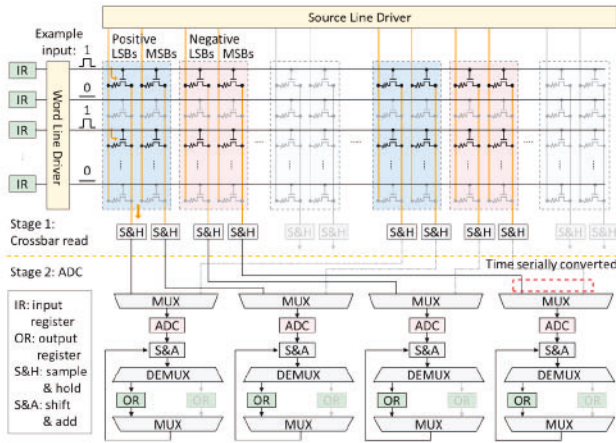 Source Line Driver
Example input:
Positive
LSBs MSBs
Negative
LSBs MSBs
1
0
1
0
IR
IR
IR
IR
Word Line Driver
Stage 1:
Crossbar read
S&H S&H S&H S&H S&H S&H S&H S&H S&H S&H S&H S&H
Stage 2: ADC
Time serially converted
MUX MUX MUX MUX
ADC ADC ADC ADC
S&A S&A S&A S&A
DEMUX DEMUX DEMUX DEMUX
OR OR OR OR OR OR OR OR
MUX MUX MUX MUX
IR: input
register
OR: output
register
S&H: sample
& hold
S&A: shift
& add